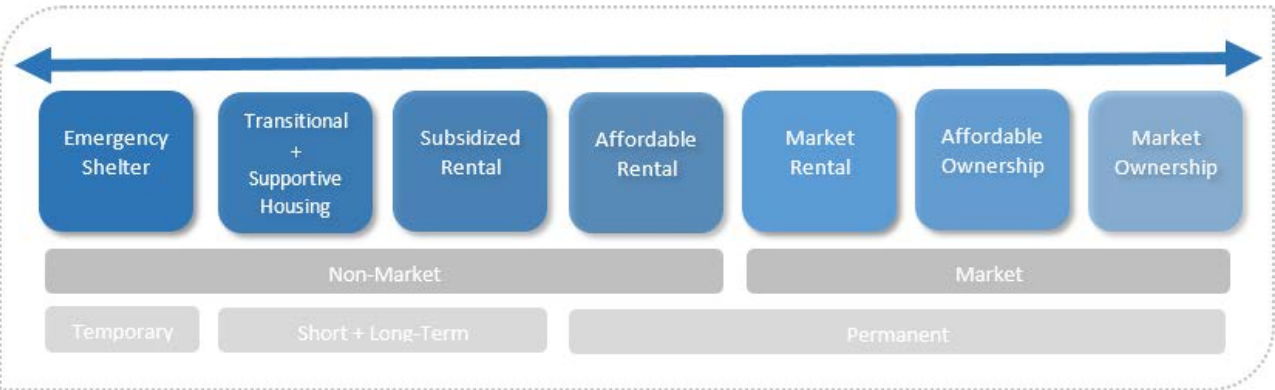 Emergency
Shelter
Transitional
+
Supportive
Housing
Subsidized
Rental
Affordable
Rental
Market
Rental
Affordable
Ownership
Market
Ownership
Non-Market
Market
Temporary
Short + Long-Term
Permanent